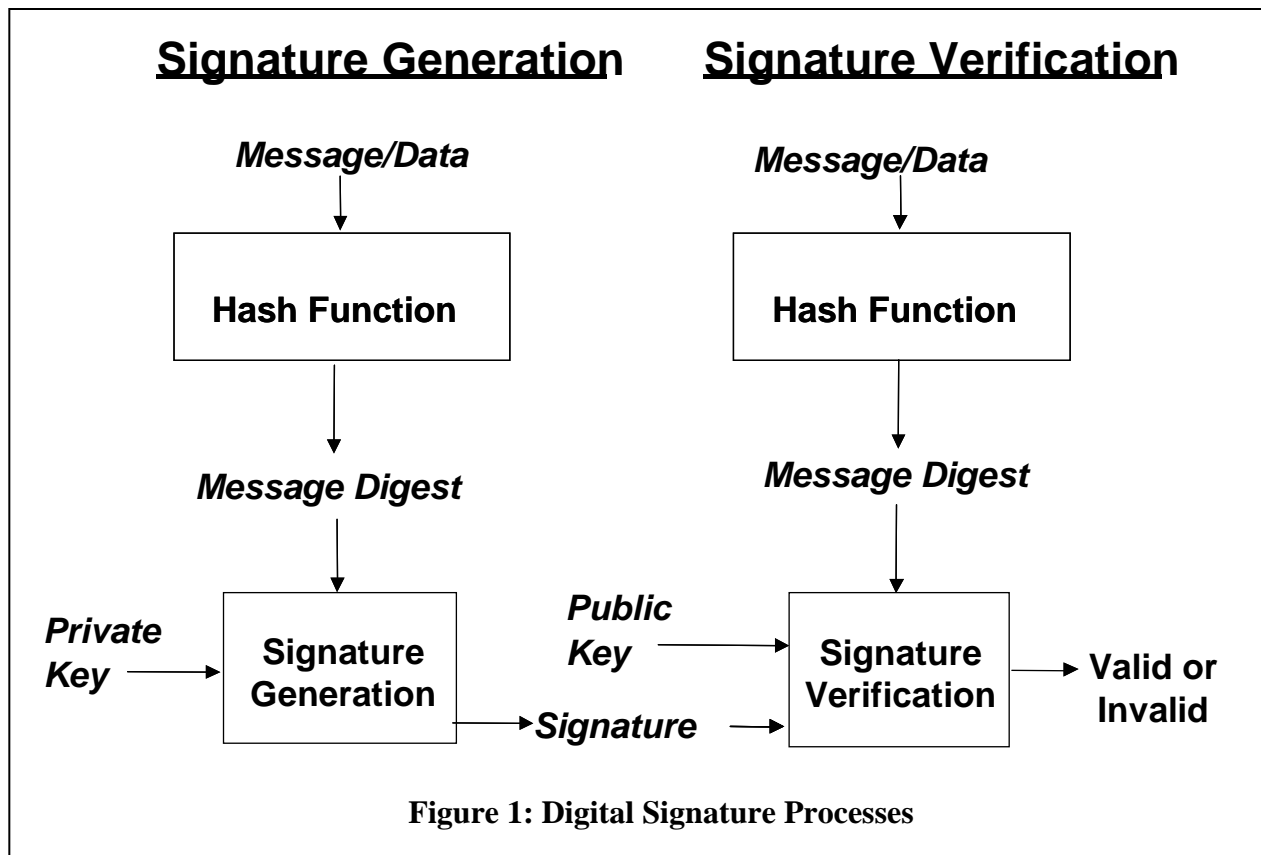 Signature Generation
Signature Verification
Message/Data
Message/Data
Hash Function
Hash Function
Message Digest
Message Digest
Private
Key
Signature
Generation
Public
Key
Signature
Signature
Verification
Valid or
Invalid
Figure 1: Digital Signature Processes